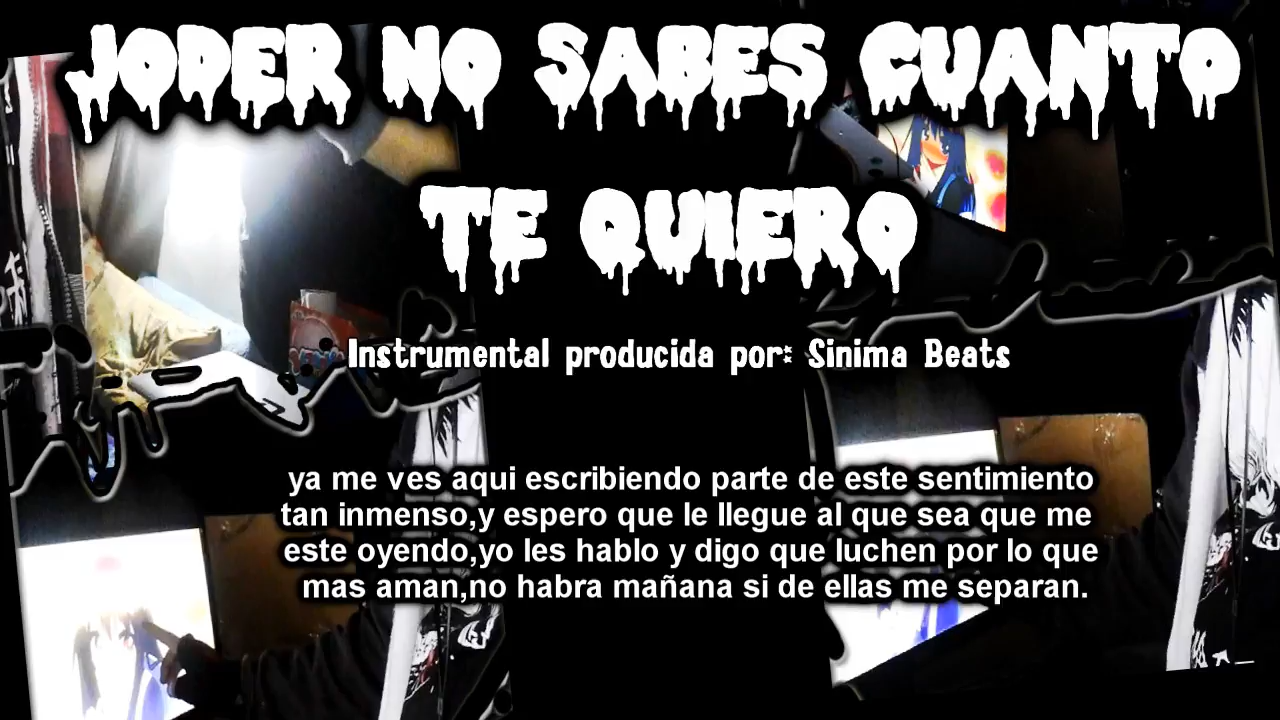 JODER NO SABES CUANTO
TE QUIERO
Instrumental producida por: Sinima Beats
ya me ves aqui escribiendo parte de este sentimiento
tan inmenso,y espero que le llegue al que sea que me
este oyendo,yo les hablo y digo que luchen por lo que
mas aman,no habra mañana si de ellas me separan.